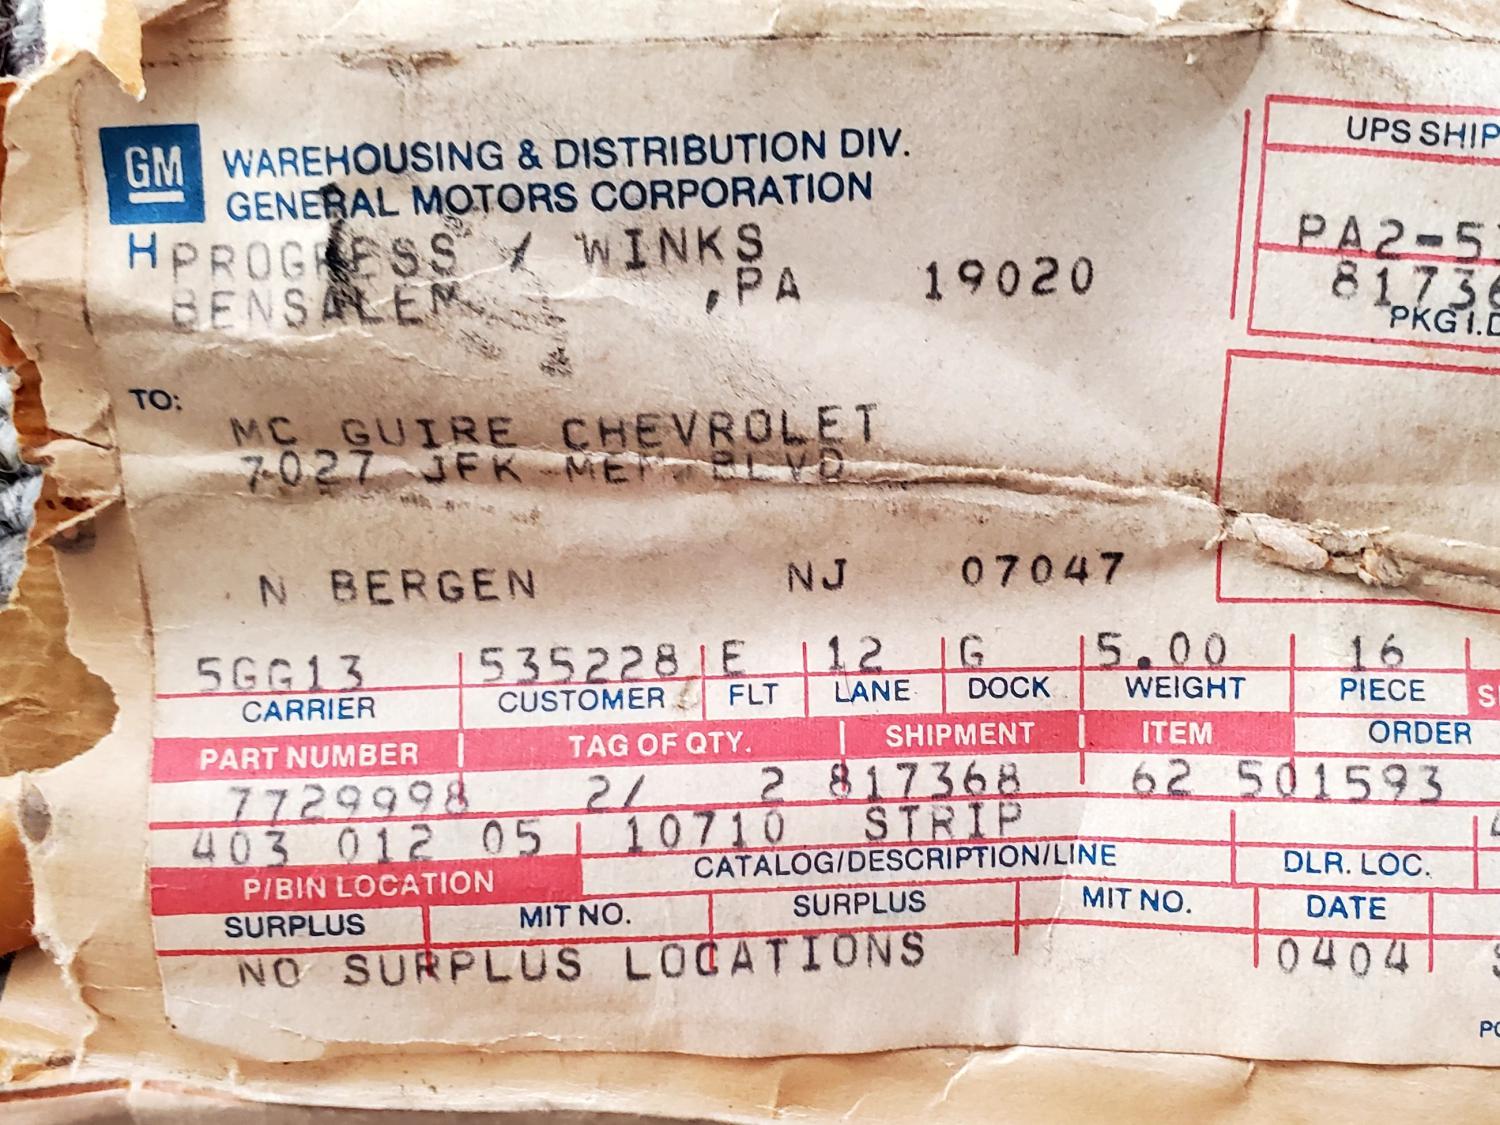 GM WAREHOUSING & DISTRIBUTION DIV.
GENERAL MOTORS CORPORATION
H PROGRESS / WINKS
BENSALEM ,PA 19020
UPS SHIP
PA2-5
81736
PKG I.D
TO:
MC GUIRE CHEVROLET
7027 JFK MEM BLVD
N BERGEN NJ 07047
5GG13 535228 E 12 G 5.00 16
CARRIER CUSTOMER FLT LANE DOCK WEIGHT PIECE
PART NUMBER TAG OF QTY. SHIPMENT ITEM ORDER
7729998 2/ 2 817368 62 501593
403 012 05 10710 STRIP
P/BIN LOCATION CATALOG/DESCRIPTION/LINE DLR. LOC.
SURPLUS MIT NO. SURPLUS MIT NO. DATE
NO SURPLUS LOCATIONS 0404